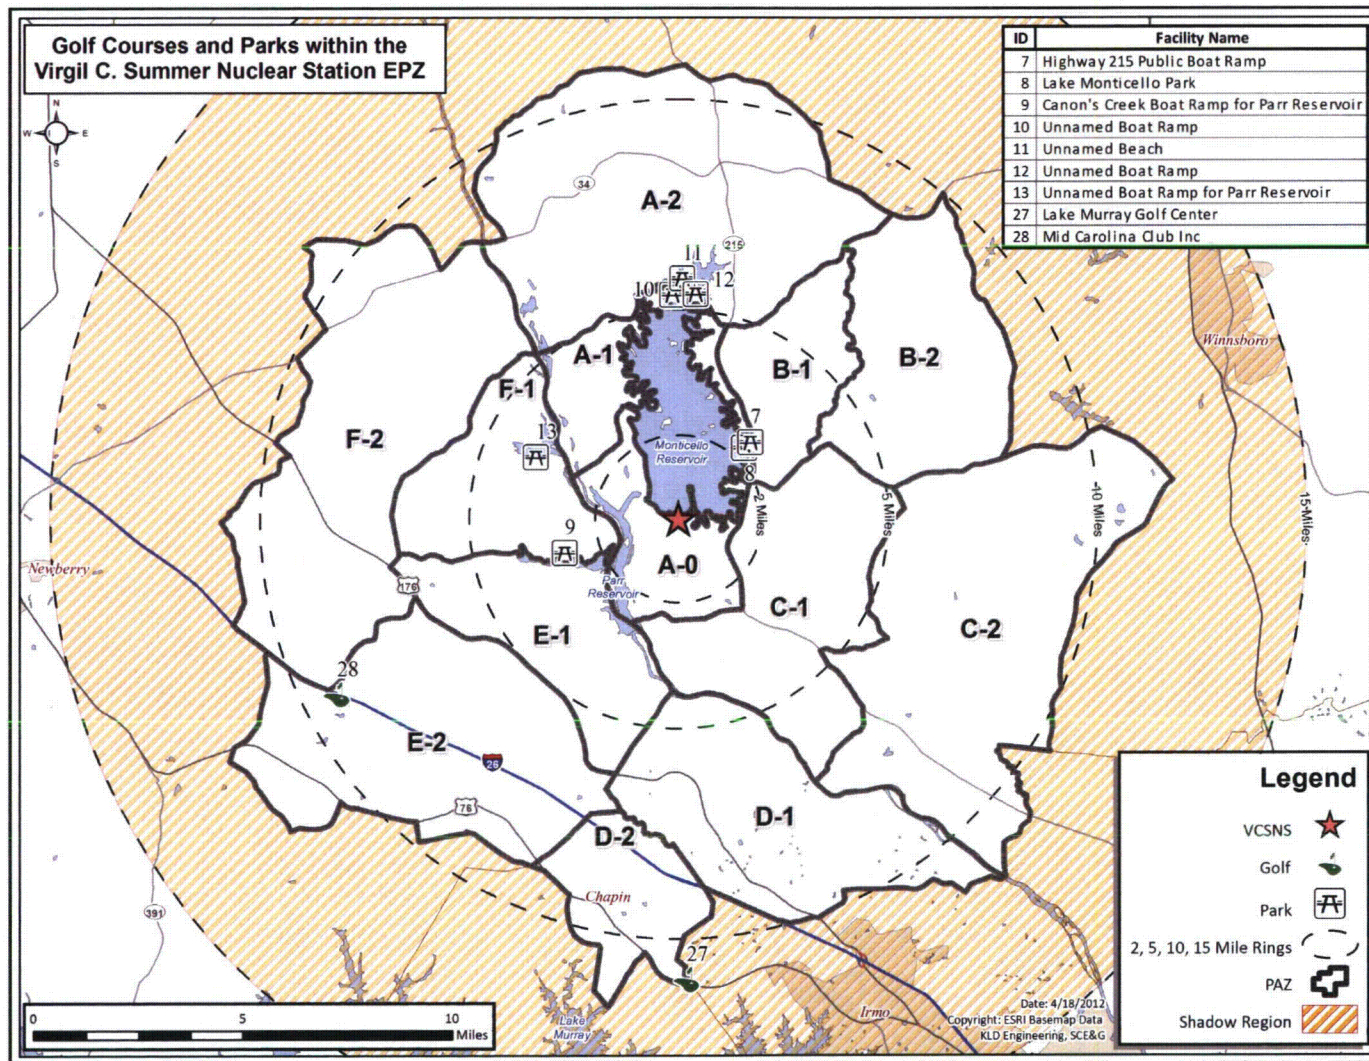 Golf Courses and Parks within the
Virgil C. Summer Nuclear Station EPZ
ID Facility Name
7 Highway 215 Public Boat Ramp
8 Lake Monticello Park
9 Canon's Creek Boat Ramp for Parr Reservoir
10 Unnamed Boat Ramp
11 Unnamed Beach
12 Unnamed Boat Ramp
13 Unnamed Boat Ramp for Parr Reservoir
27 Lake Murray Golf Center
28 Mid Carolina Club Inc
N
W E
S
34
A-2
215
11
10
12
Winnsboro
A-1
B-1
B-2
F-1
7
F-2
13
Monticello
Reservoir
8
2 Miles
5 Miles
10 Miles
15 Miles
9
A-0
Newberry
176
Parr
Reservoir
C-1
E-1
C-2
28
E-2
26
76
D-1
D-2
Chapin
391
27
Irmo
Lake
Murray
0 5 10
Miles
Date: 4/18/2012
Copyright: ESRI Basemap Data
KLD Engineering, SCE&G
Legend
VCSNS
Golf
Park
2, 5, 10, 15 Mile Rings
PAZ
Shadow Region